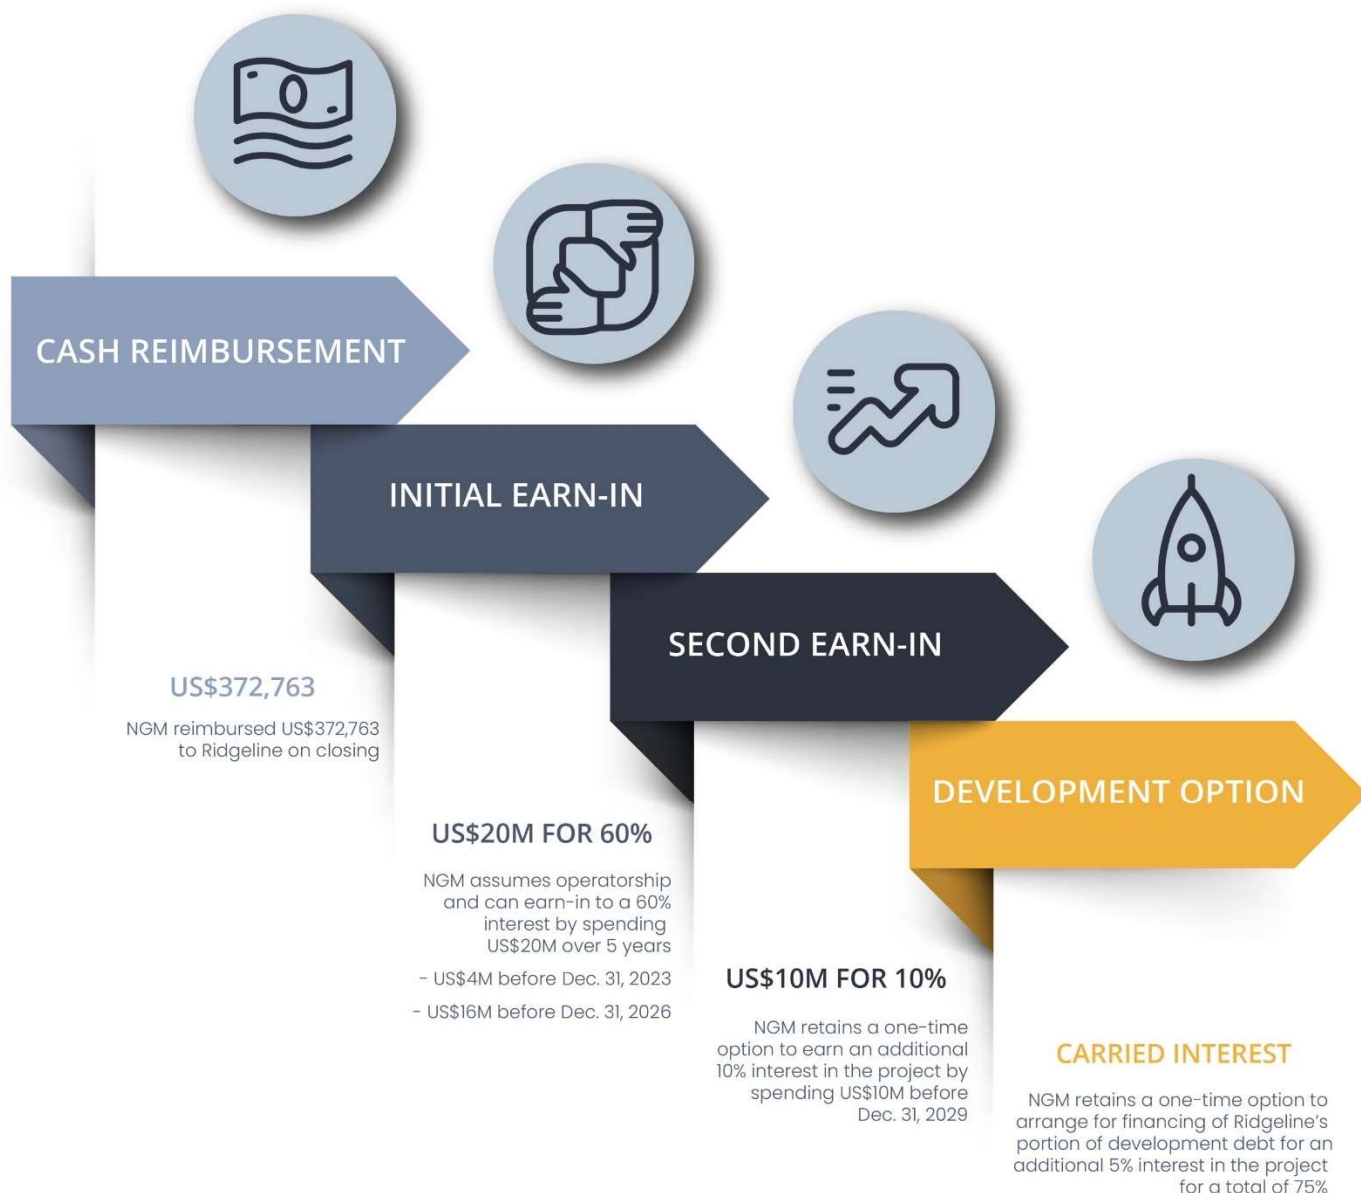 CASH REIMBURSEMENT
US$372,763
NGM reimbursed US$372,763
to Ridgeline on closing
INITIAL EARN-IN
US$20M FOR 60%
NGM assumes operatorship
and can earn-in to a 60%
interest by spending
US$20M over 5 years
- US$4M before Dec. 31, 2023
- US$16M before Dec. 31, 2026
SECOND EARN-IN
US$10M FOR 10%
NGM retains a one-time
option to earn an additional
10% interest in the project by
spending US$10M before
Dec. 31, 2029
DEVELOPMENT OPTION
CARRIED INTEREST
NGM retains a one-time option to
arrange for financing of Ridgeline's
portion of development debt for an
additional 5% interest in the project
for a total of 75%